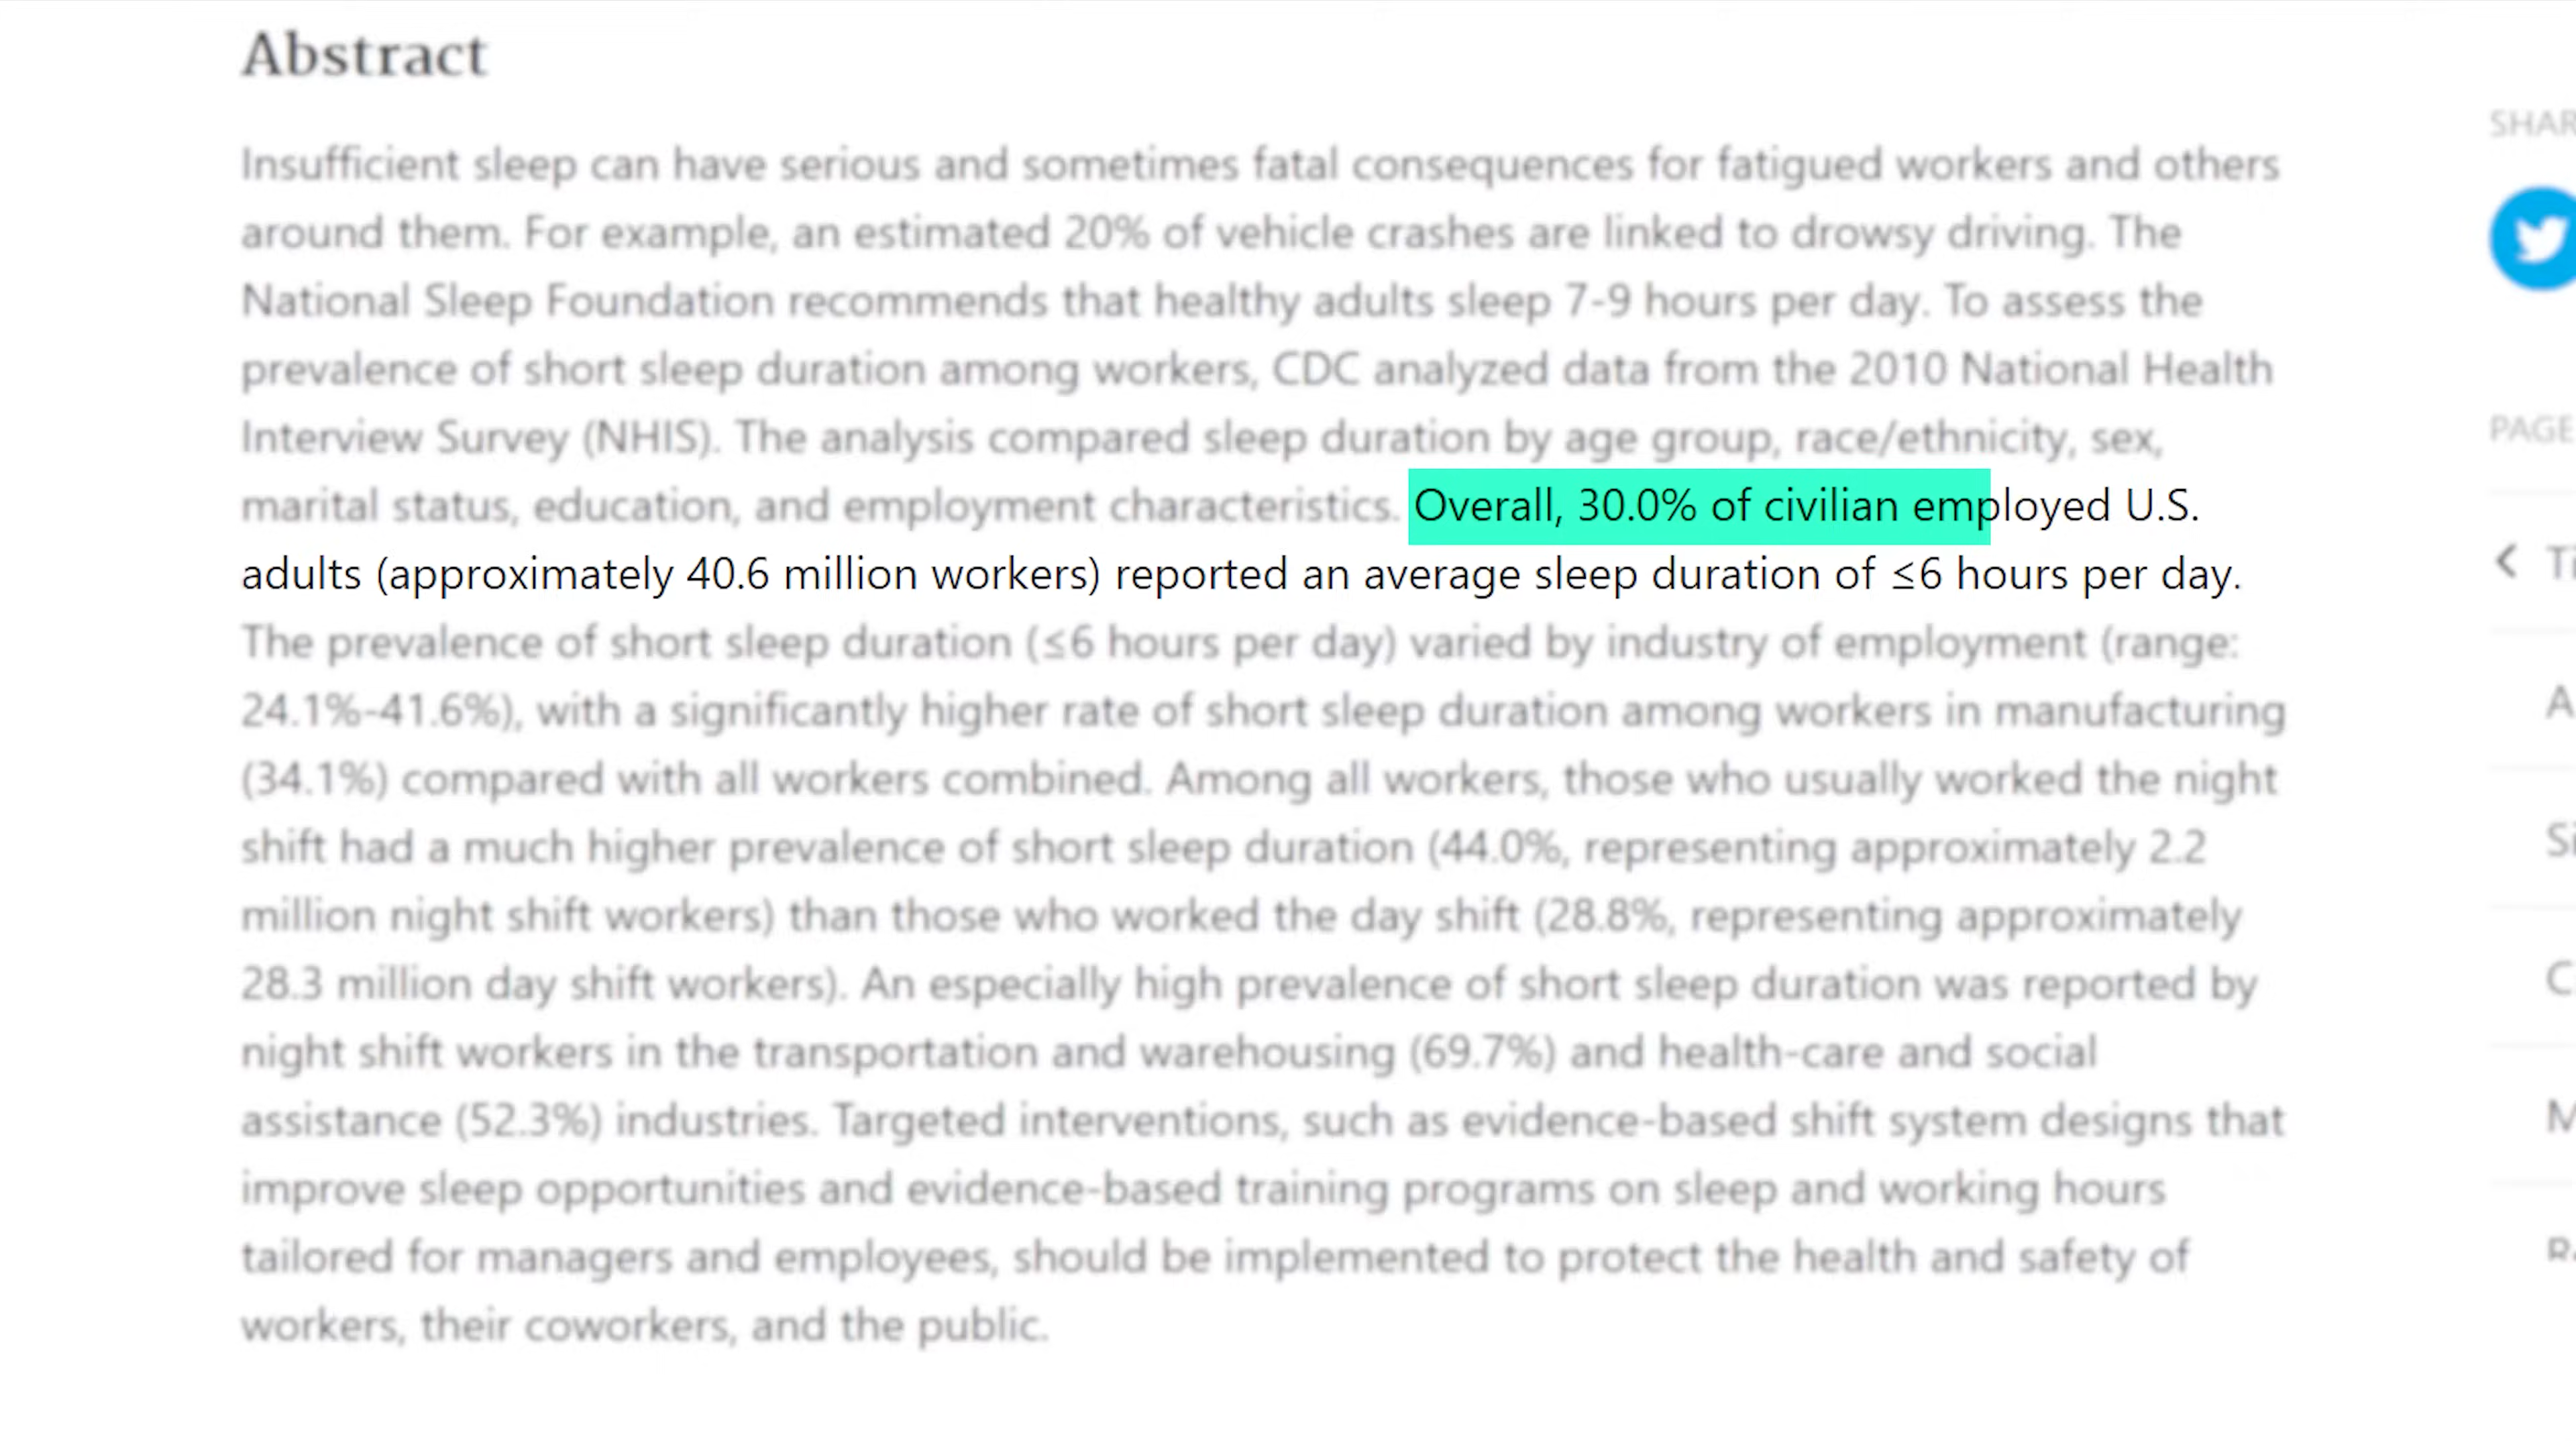 Abstract
SHAR
Insufficient sleep can have serious and sometimes fatal consequences for fatigued workers and others
around them. For example, an estimated 20% of vehicle crashes are linked to drowsy driving. The
National Sleep Foundation recommends that healthy adults sleep 7-9 hours per day. To assess the
prevalence of short sleep duration among workers, CDC analyzed data from the 2010 National Health
PAGE
Interview Survey (NHIS). The analysis compared sleep duration by age group, race/ethnicity, sex,
marital status, education, and employment characteristics. Overall, 30.0% of civilian employed U.S.
Ti
adults (approximately 40.6 million workers) reported an average sleep duration of ≤6 hours per day.
The prevalence of short sleep duration (≤6 hours per day) varied by industry of employment (range:
A
24.1%-41.6%), with a significantly higher rate of short sleep duration among workers in manufacturing
(34.1%) compared with all workers combined. Among all workers, those who usually worked the night
Si
shift had a much higher prevalence of short sleep duration (44.0%, representing approximately 2.2
million night shift workers) than those who worked the day shift (28.8%, representing approximately
C
28.3 million day shift workers). An especially high prevalence of short sleep duration was reported by
night shift workers in the transportation and warehousing (69.7%) and health-care and social
M
assistance (52.3%) industries. Targeted interventions, such as evidence-based shift system designs that
improve sleep opportunities and evidence-based training programs on sleep and working hours
tailored for managers and employees, should be implemented to protect the health and safety of
workers, their coworkers, and the public.